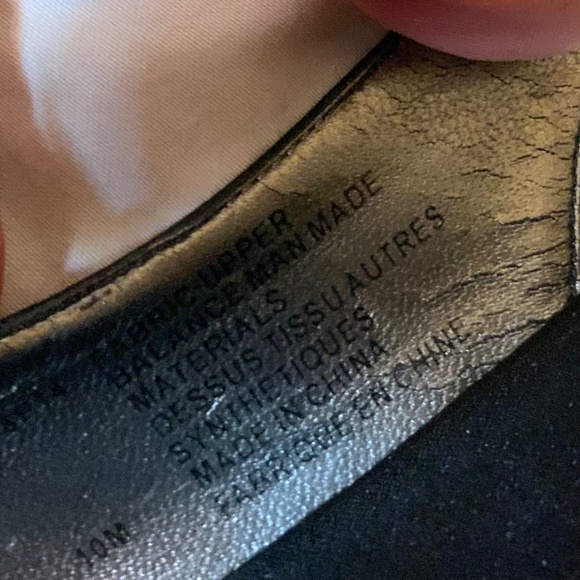 FABRIC UPPER
BALANCE MAN MADE
MATERIALS
DESSUS TISSU AUTRES
SYNTHETIQUES
MADE IN CHINA
FABRIQUE EN CHINE
10M